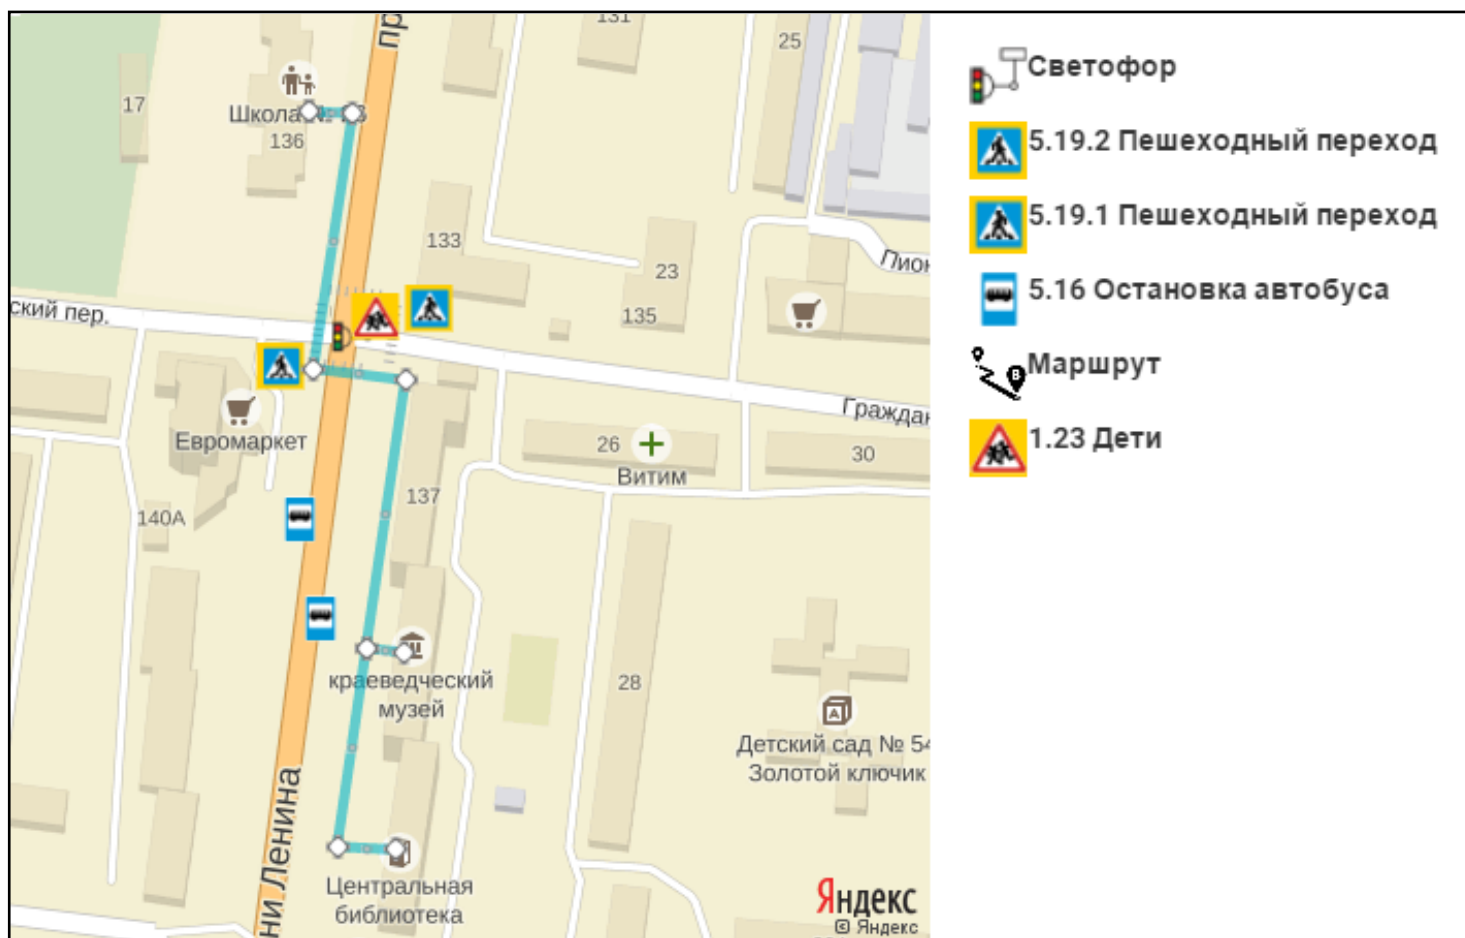 пр
131
25
17
Школа №
136
133
23
135
Пион
ский пер.
Граждан
Евромаркет
26
Витим
30
137
140А
краеведческий
музей
28
Детский сад № 54
Золотой ключик
ни Ленина
Центральная
библиотека
Яндекс
© Яндекс
Светофор
5.19.2 Пешеходный переход
5.19.1 Пешеходный переход
5.16 Остановка автобуса
Маршрут
1.23 Дети